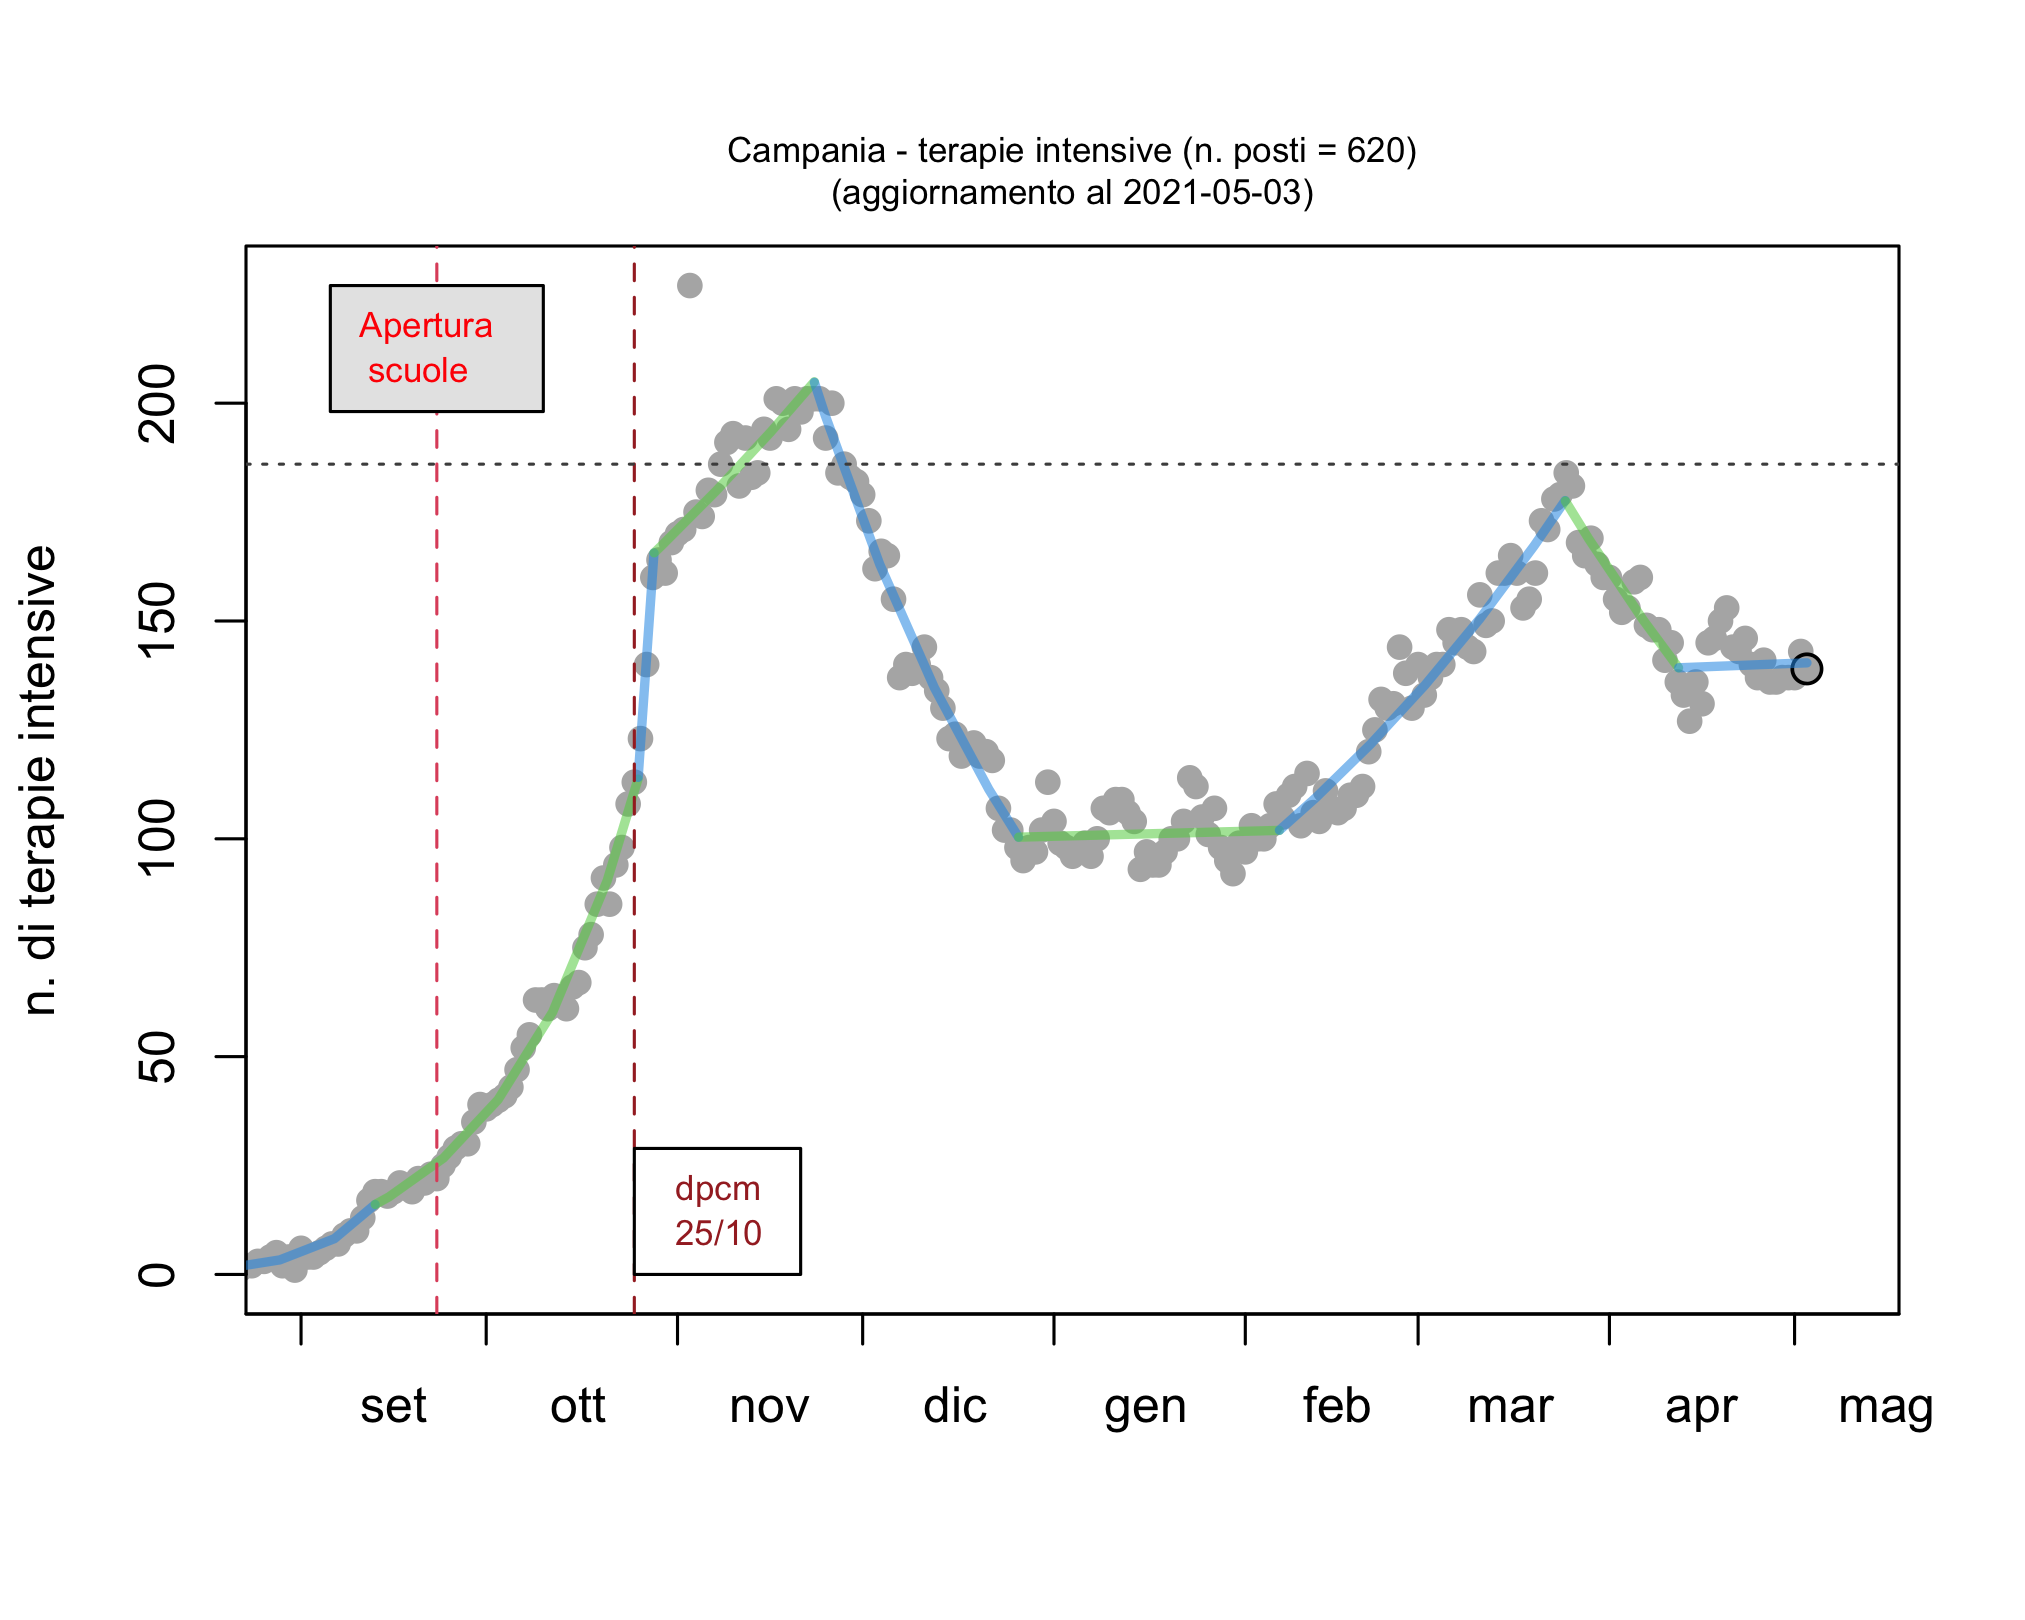 Campania - terapie intensive (n. posti = 620)
(aggiornamento al 2021-05-03)
Apertura
scuole
dpcm
25/10
n. di terapie intensive
200
150
100
50
0
set ott nov dic gen feb mar apr mag